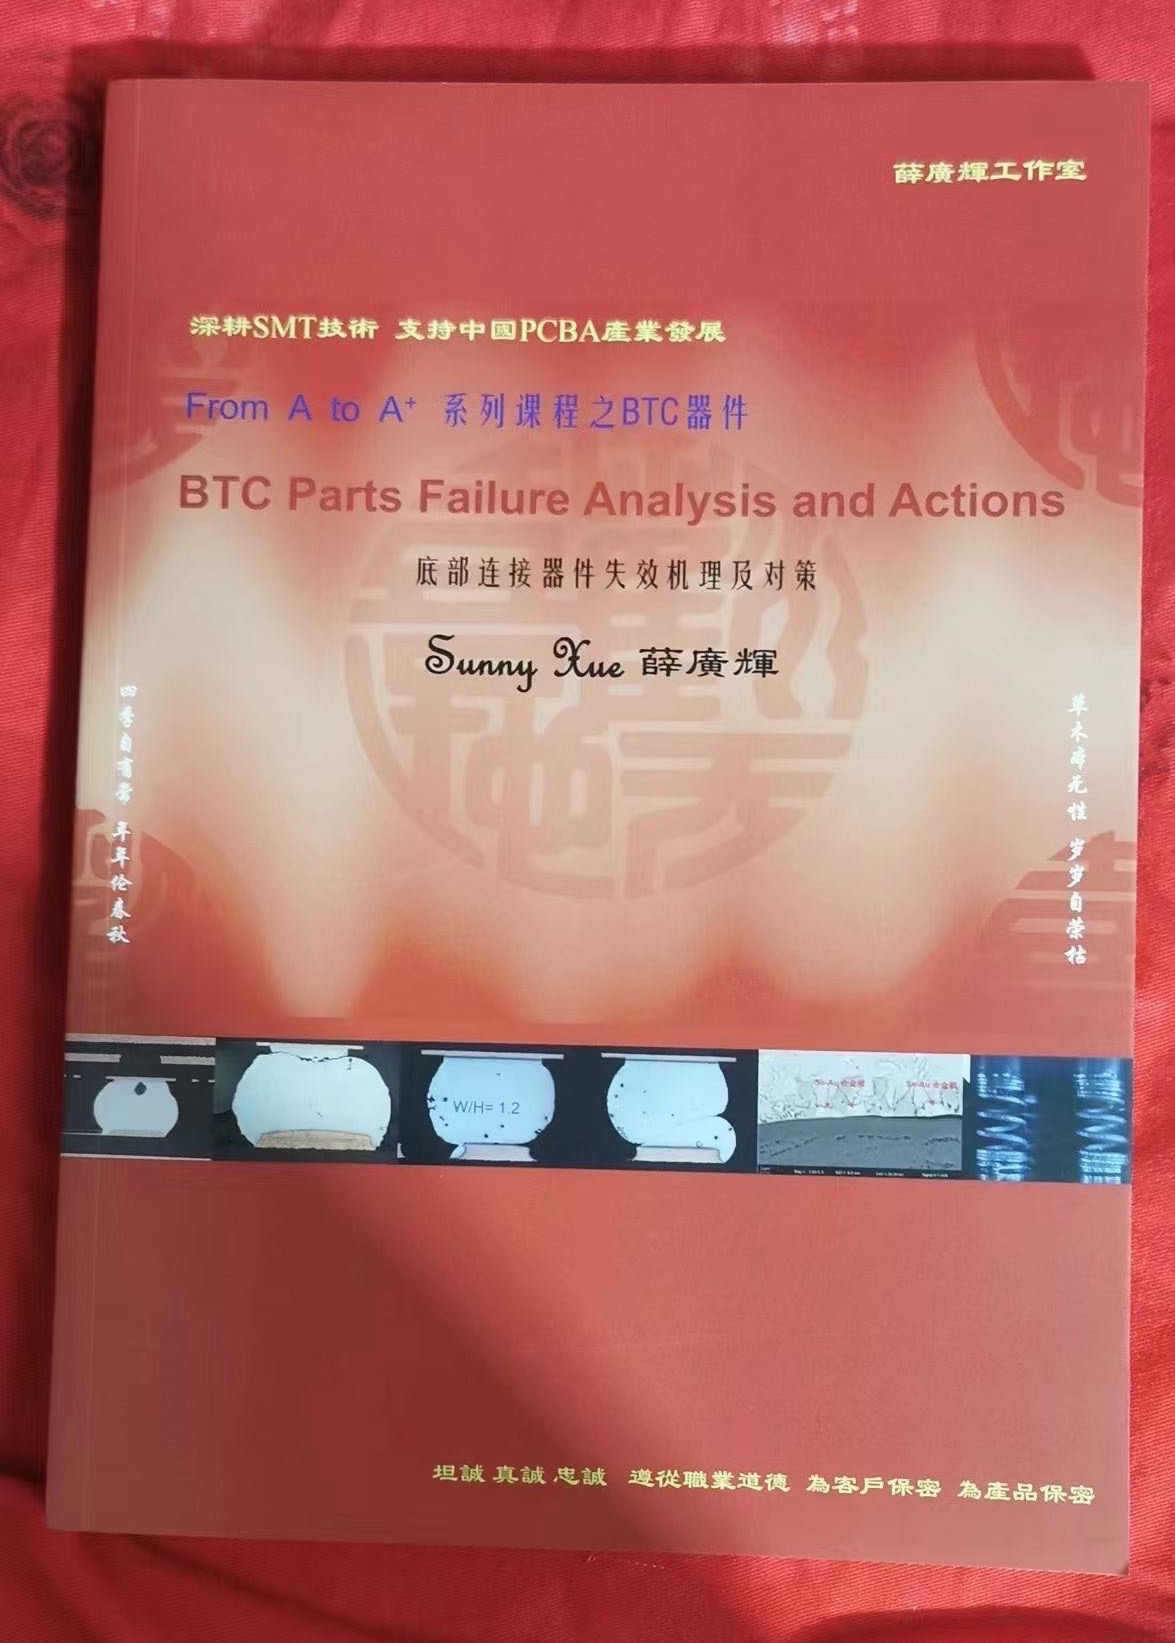 薛廣輝工作室
深耕SMT技術 支持中國PCBA產業發展
From A to A+ 系列课程之BTC器件
BTC Parts Failure Analysis and Actions
底部连接器件失效机理及对策
Sunny Xue 薛廣輝
四季自有常 年年伦春秋
草木本无性 岁岁自荣枯
W/H= 1.2
坦誠 真誠 忠誠 遵從職業道德 為客戶保密 為產品保密